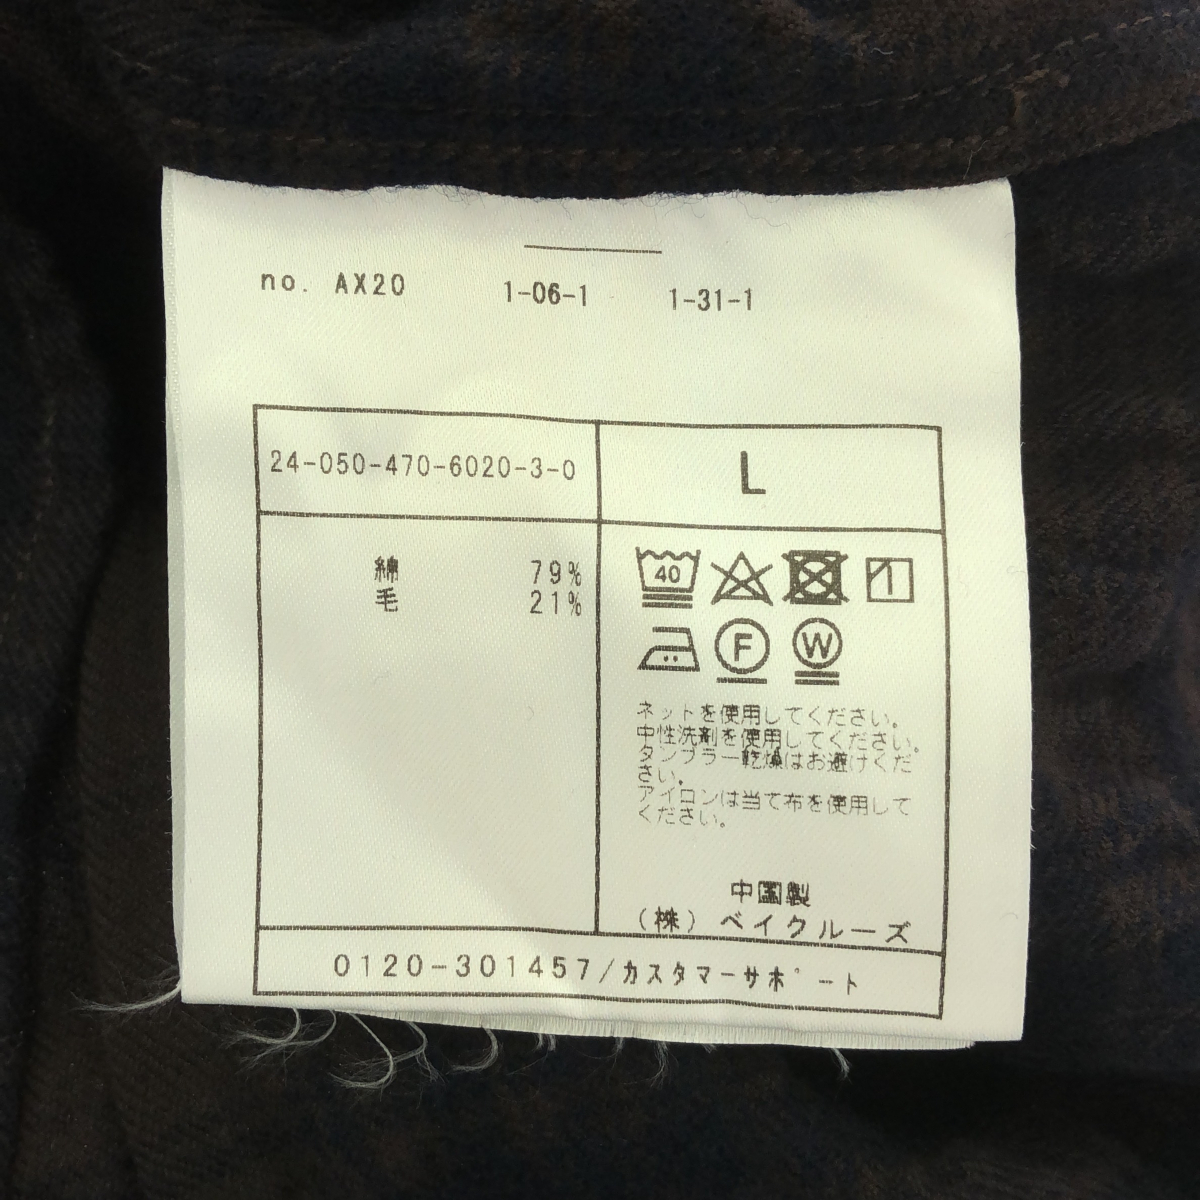 no. AX20 1-06-1 1-31-1
24-050-470-6020-3-0
L
綿 79%
毛 21%
40
F W
ネットを使用してください。
中性洗剤を使用してください。
タンブラー乾燥はお避けくだ
さい。
アイロンは当て布を使用して
ください。
中国製
(株) ベイクルーズ
0120-301457/カスタマーサポート